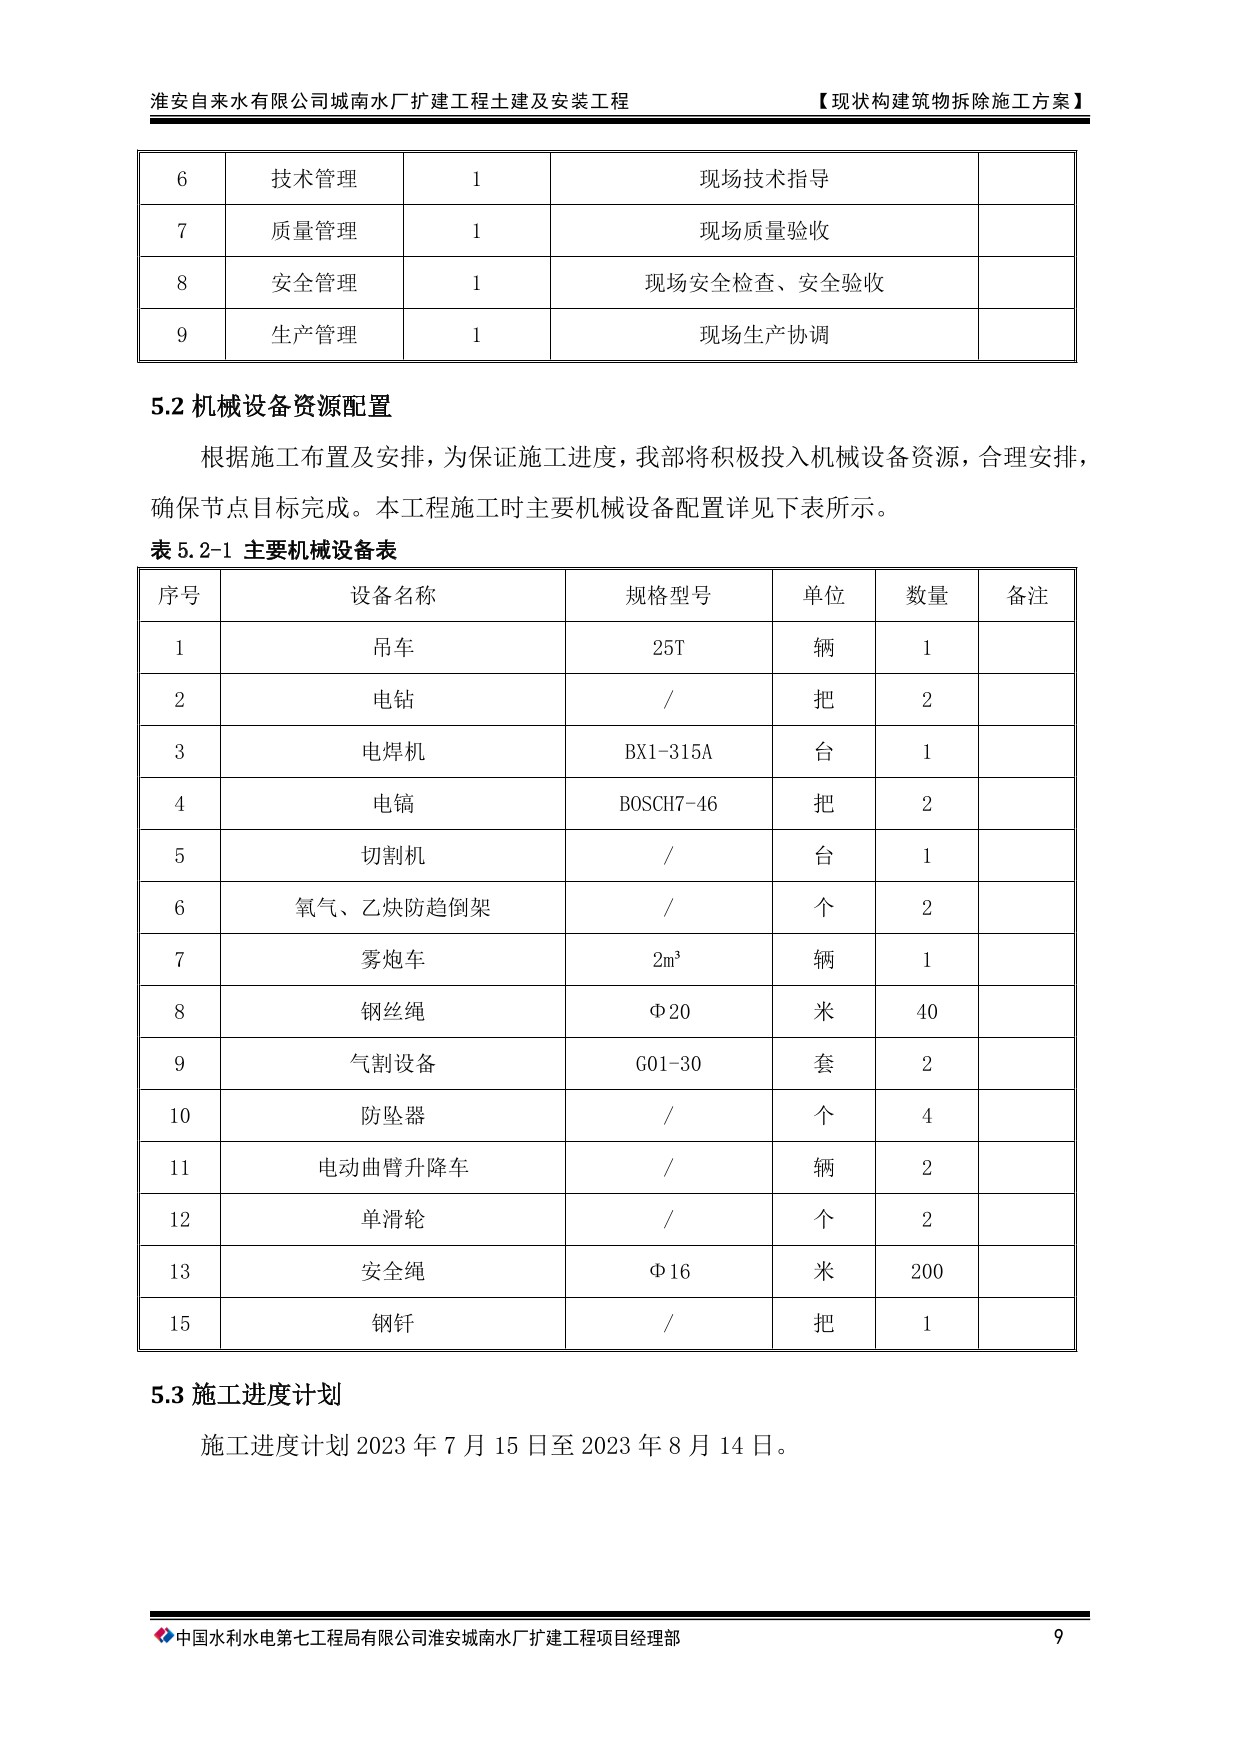 淮安自来水有限公司城南水厂扩建工程土建及安装工程 【现状构建筑物拆除施工方案】
6 技术管理 1 现场技术指导
7 质量管理 1 现场质量验收
8 安全管理 1 现场安全检查、安全验收
9 生产管理 1 现场生产协调
5.2 机械设备资源配置
根据施工布置及安排，为保证施工进度，我部将积极投入机械设备资源，合理安排，
确保节点目标完成。本工程施工时主要机械设备配置详见下表所示。
表 5.2-1 主要机械设备表
序号 设备名称 规格型号 单位 数量 备注
1 吊车 25T 辆 1
2 电钻 / 把 2
3 电焊机 BX1-315A 台 1
4 电镐 BOSCH7-46 把 2
5 切割机 / 台 1
6 氧气、乙炔防趋倒架 / 个 2
7 雾炮车 2m³ 辆 1
8 钢丝绳 Φ20 米 40
9 气割设备 G01-30 套 2
10 防坠器 / 个 4
11 电动曲臂升降车 / 辆 2
12 单滑轮 / 个 2
13 安全绳 Φ16 米 200
15 钢钎 / 把 1
5.3 施工进度计划
施工进度计划 2023 年 7 月 15 日至 2023 年 8 月 14 日。
中国水利水电第七工程局有限公司淮安城南水厂扩建工程项目经理部 9